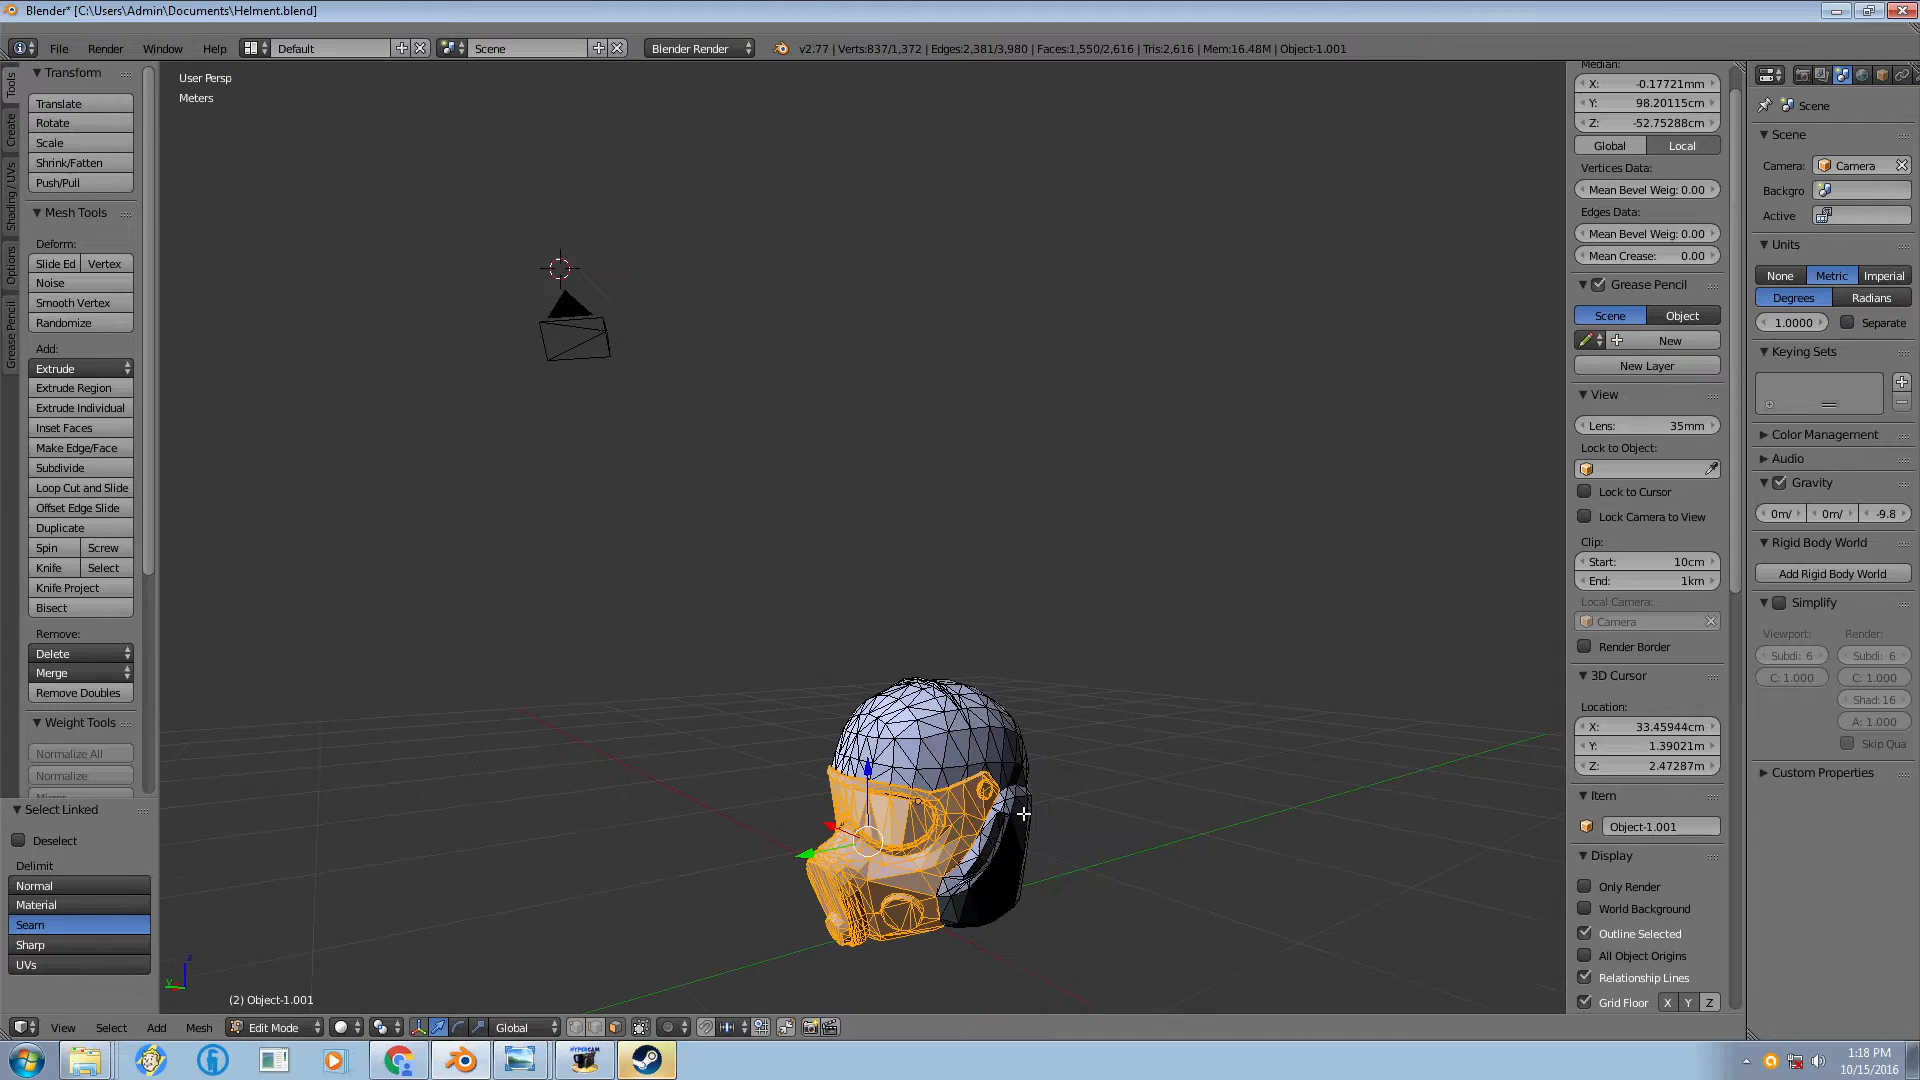 Blender* [C:\Users\Admin\Documents\Helment.blend]
File Render Window Help Default Scene Blender Render v2.77 | Verts:837/1,372 | Edges:2,381/3,980 | Faces:1,550/2,616 | Tris:2,616 | Mem:16.48M | Object-1.001
Tools
Create
Shading / UVs
Options
Grease Pencil
Transform
Translate
Rotate
Scale
Shrink/Fatten
Push/Pull
Mesh Tools
Deform:
Slide Ed Vertex
Noise
Smooth Vertex
Randomize
Add:
Extrude
Extrude Region
Extrude Individual
Inset Faces
Make Edge/Face
Subdivide
Loop Cut and Slide
Offset Edge Slide
Duplicate
Spin Screw
Knife Select
Knife Project
Bisect
Remove:
Delete
Merge
Remove Doubles
Weight Tools
Normalize All
Normalize
Select Linked
Deselect
Delimit
Normal
Material
Seam
Sharp
UVs
User Persp
Meters
(2) Object-1.001
View Select Add Mesh Edit Mode Global
Median:
X: -0.17721mm
Y: 98.20115cm
Z: -52.75288cm
Global Local
Vertices Data:
Mean Bevel Weig: 0.00
Edges Data:
Mean Bevel Weig: 0.00
Mean Crease: 0.00
Grease Pencil
Scene Object
New
New Layer
View
Lens: 35mm
Lock to Object:
Lock to Cursor
Lock Camera to View
Clip:
Start: 10cm
End: 1km
Local Camera:
Camera
Render Border
3D Cursor
Location:
X: 33.45944cm
Y: 1.39021m
Z: 2.47287m
Item
Object-1.001
Display
Only Render
World Background
Outline Selected
All Object Origins
Relationship Lines
Grid Floor X Y Z
Scene
Scene
Camera: Camera
Backgro
Active
Units
None Metric Imperial
Degrees Radians
1.0000 Separate
Keying Sets
Color Management
Audio
Gravity
0m/ 0m/ -9.8
Rigid Body World
Add Rigid Body World
Simplify
Viewport: Render:
Subdi: 6 Subdi: 6
C: 1.000 C: 1.000
Shad: 16
A: 1.000
Skip Qua
Custom Properties
HYPERCAM
1:18 PM
10/15/2016